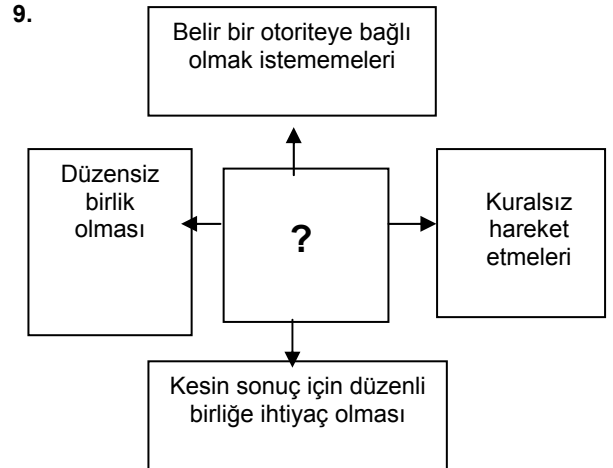 9.
Belir bir otoriteye bağlı
olmak istememeleri
Düzensiz
birlik
olması
?
Kuralsız
hareket
etmeleri
Kesin sonuç için düzenli
birliğe ihtiyaç olması